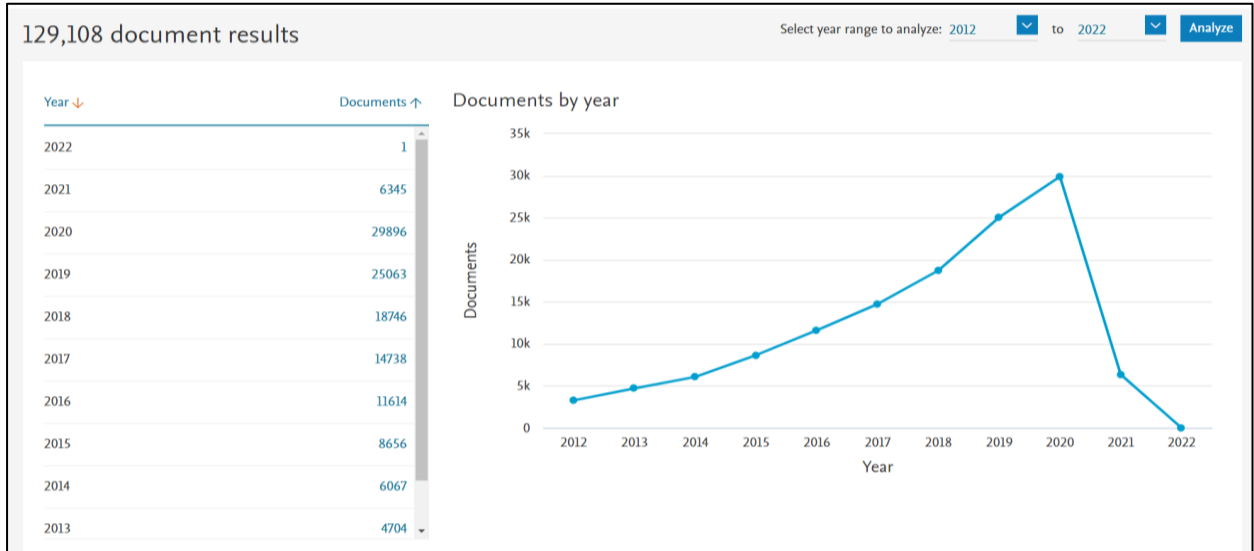 129,108 document results
Select year range to analyze: 2012 to 2022 Analyze
Year ↓ Documents ↑
2022 1
2021 6345
2020 29896
2019 25063
2018 18746
2017 14738
2016 11614
2015 8656
2014 6067
2013 4704
Documents by year
35k
30k
25k
20k
15k
10k
5k
0
Documents
2012 2013 2014 2015 2016 2017 2018 2019 2020 2021 2022
Year